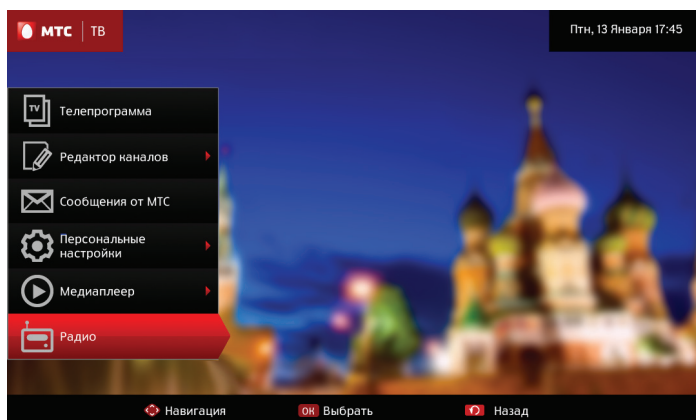 МТС ТВ
Птн, 13 Января 17:45
TV
Телепрограмма
Редактор каналов
Сообщения от МТС
Персональные
настройки
Медиаплеер
Радио
Навигация
ОК Выбрать
Назад